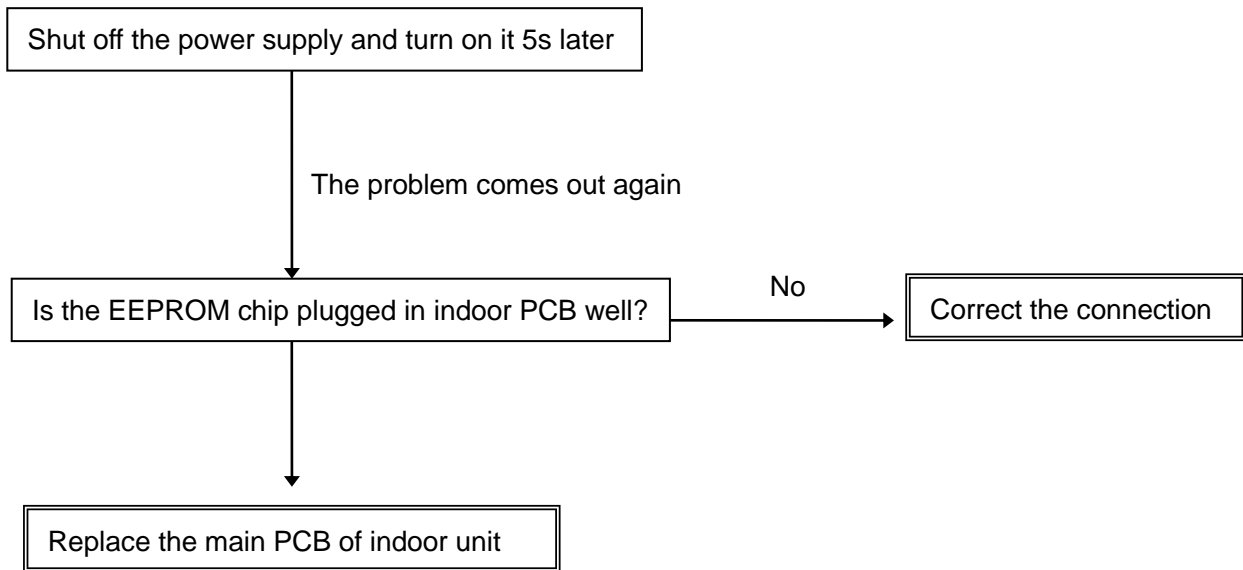 Shut off the power supply and turn on it 5s later
The problem comes out again
Is the EEPROM chip plugged in indoor PCB well?
No
Correct the connection
Replace the main PCB of indoor unit